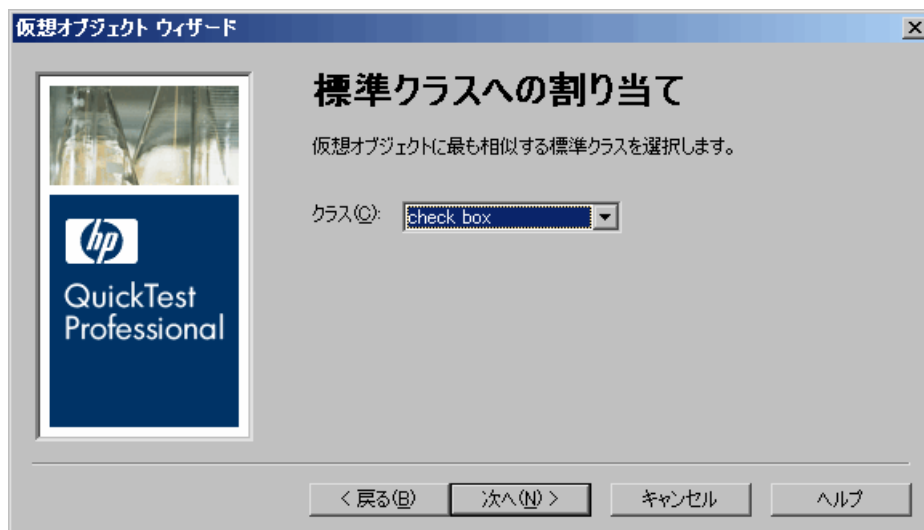 仮想オブジェクト ウィザード
標準クラスへの割り当て
仮想オブジェクトに最も相似する標準クラスを選択します。
クラス(C): check box
hp
QuickTest
Professional
< 戻る(B) 次へ(N) > キャンセル ヘルプ